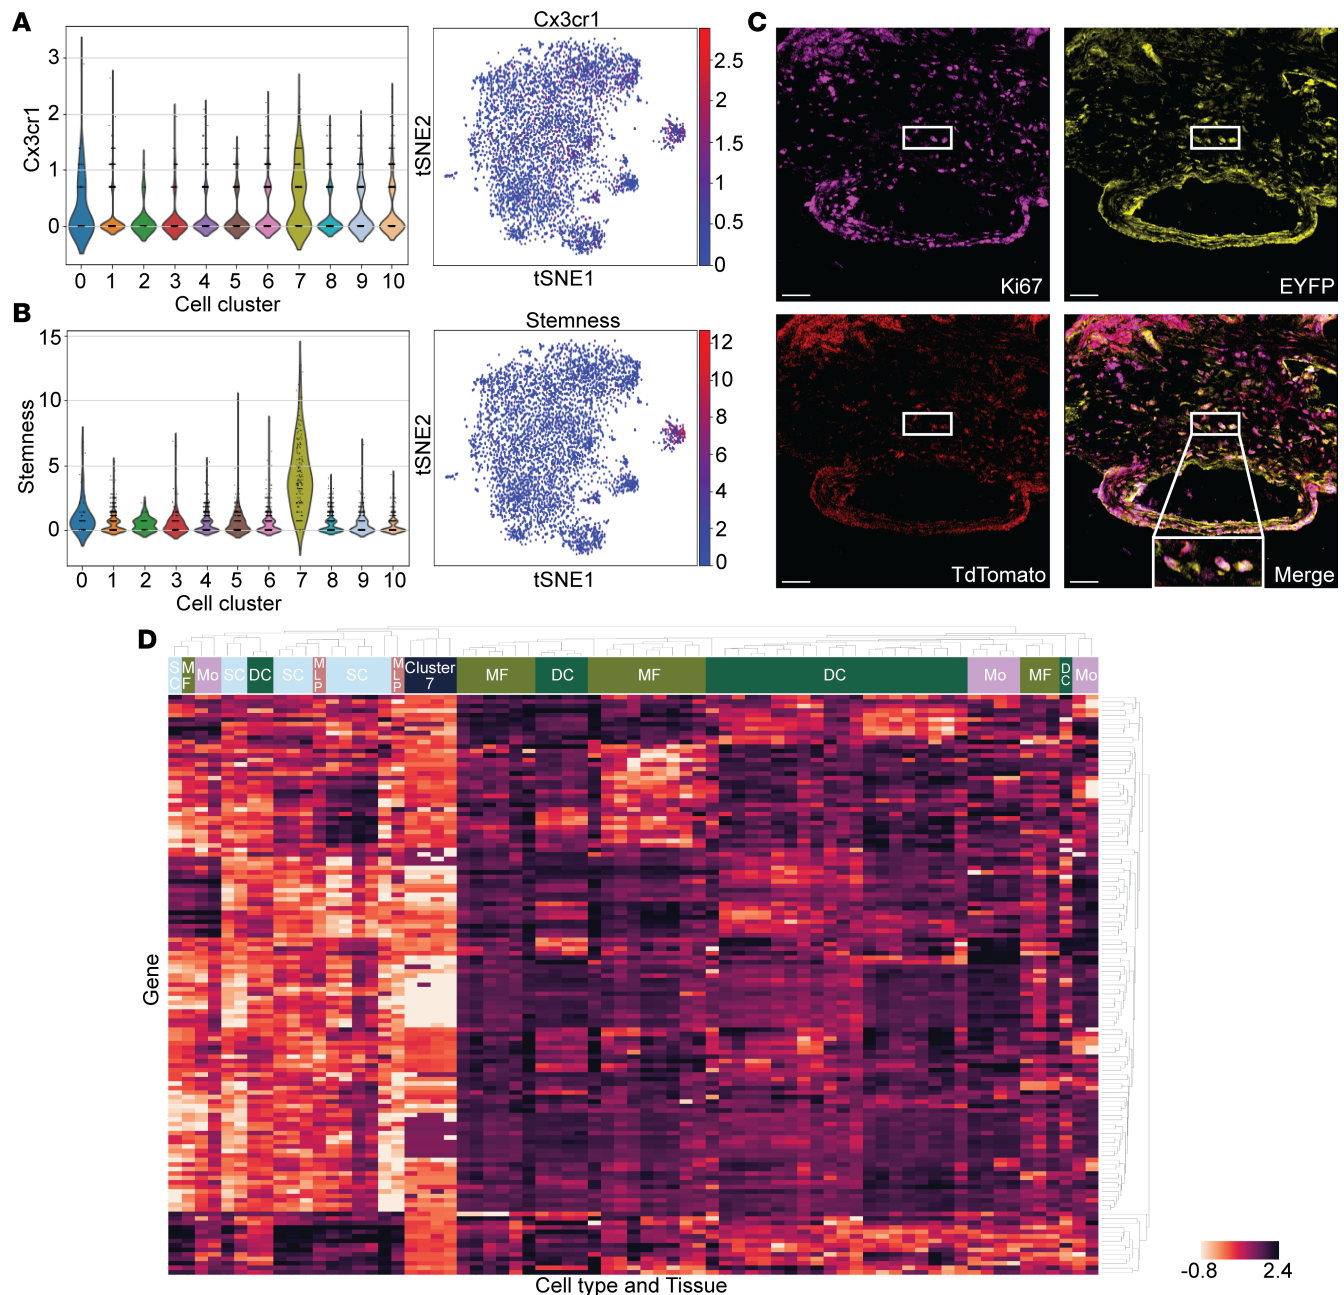 A
Cx3cr1
3
2
1
0
0 1 2 3 4 5 6 7 8 9 10
Cell cluster
Cx3cr1
tSNE2
tSNE1
2.5
2
1.5
1
0.5
0
B
Stemness
15
10
5
0
0 1 2 3 4 5 6 7 8 9 10
Cell cluster
Stemness
tSNE2
tSNE1
12
10
8
6
4
2
0
C
Ki67
EYFP
TdTomato
Merge
D
SC MF Mo SC DC SC MLP SC MLP Cluster 7 MF DC MF DC Mo MF DC Mo
Gene
Cell type and Tissue
-0.8 2.4